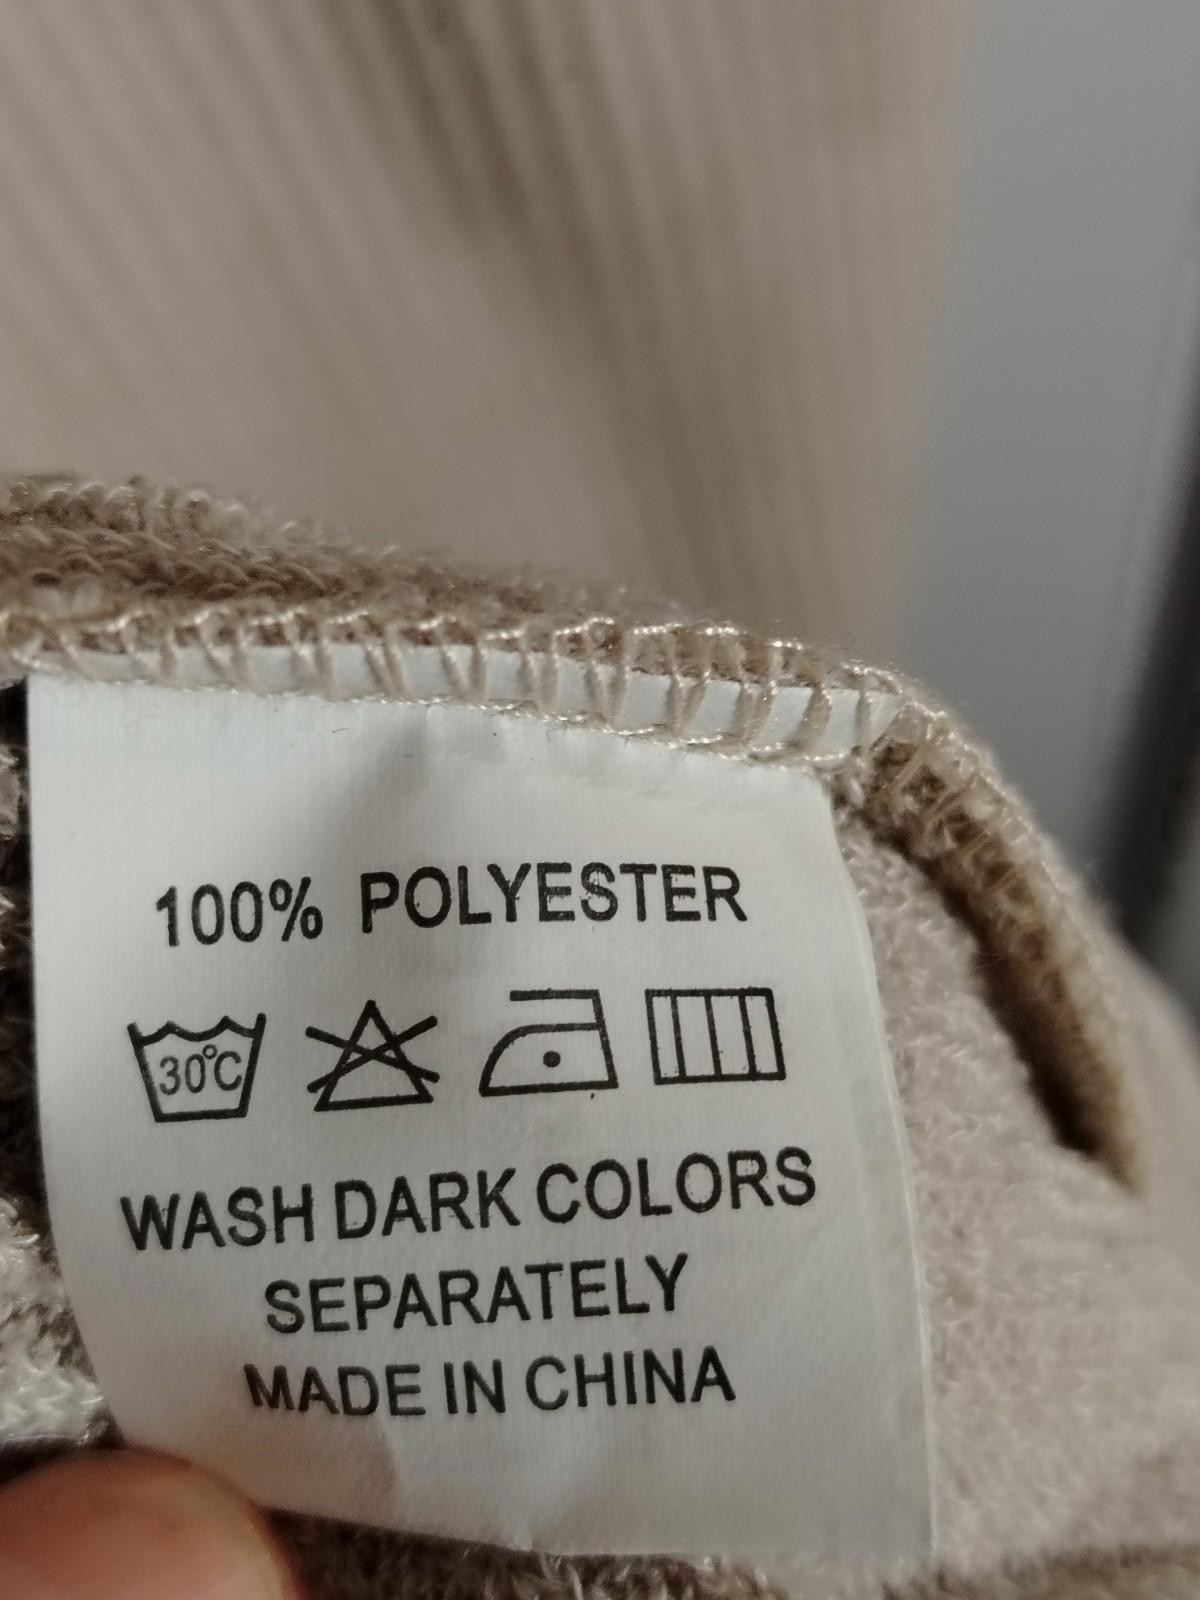 100% POLYESTER
30°C
WASH DARK COLORS
SEPARATELY
MADE IN CHINA